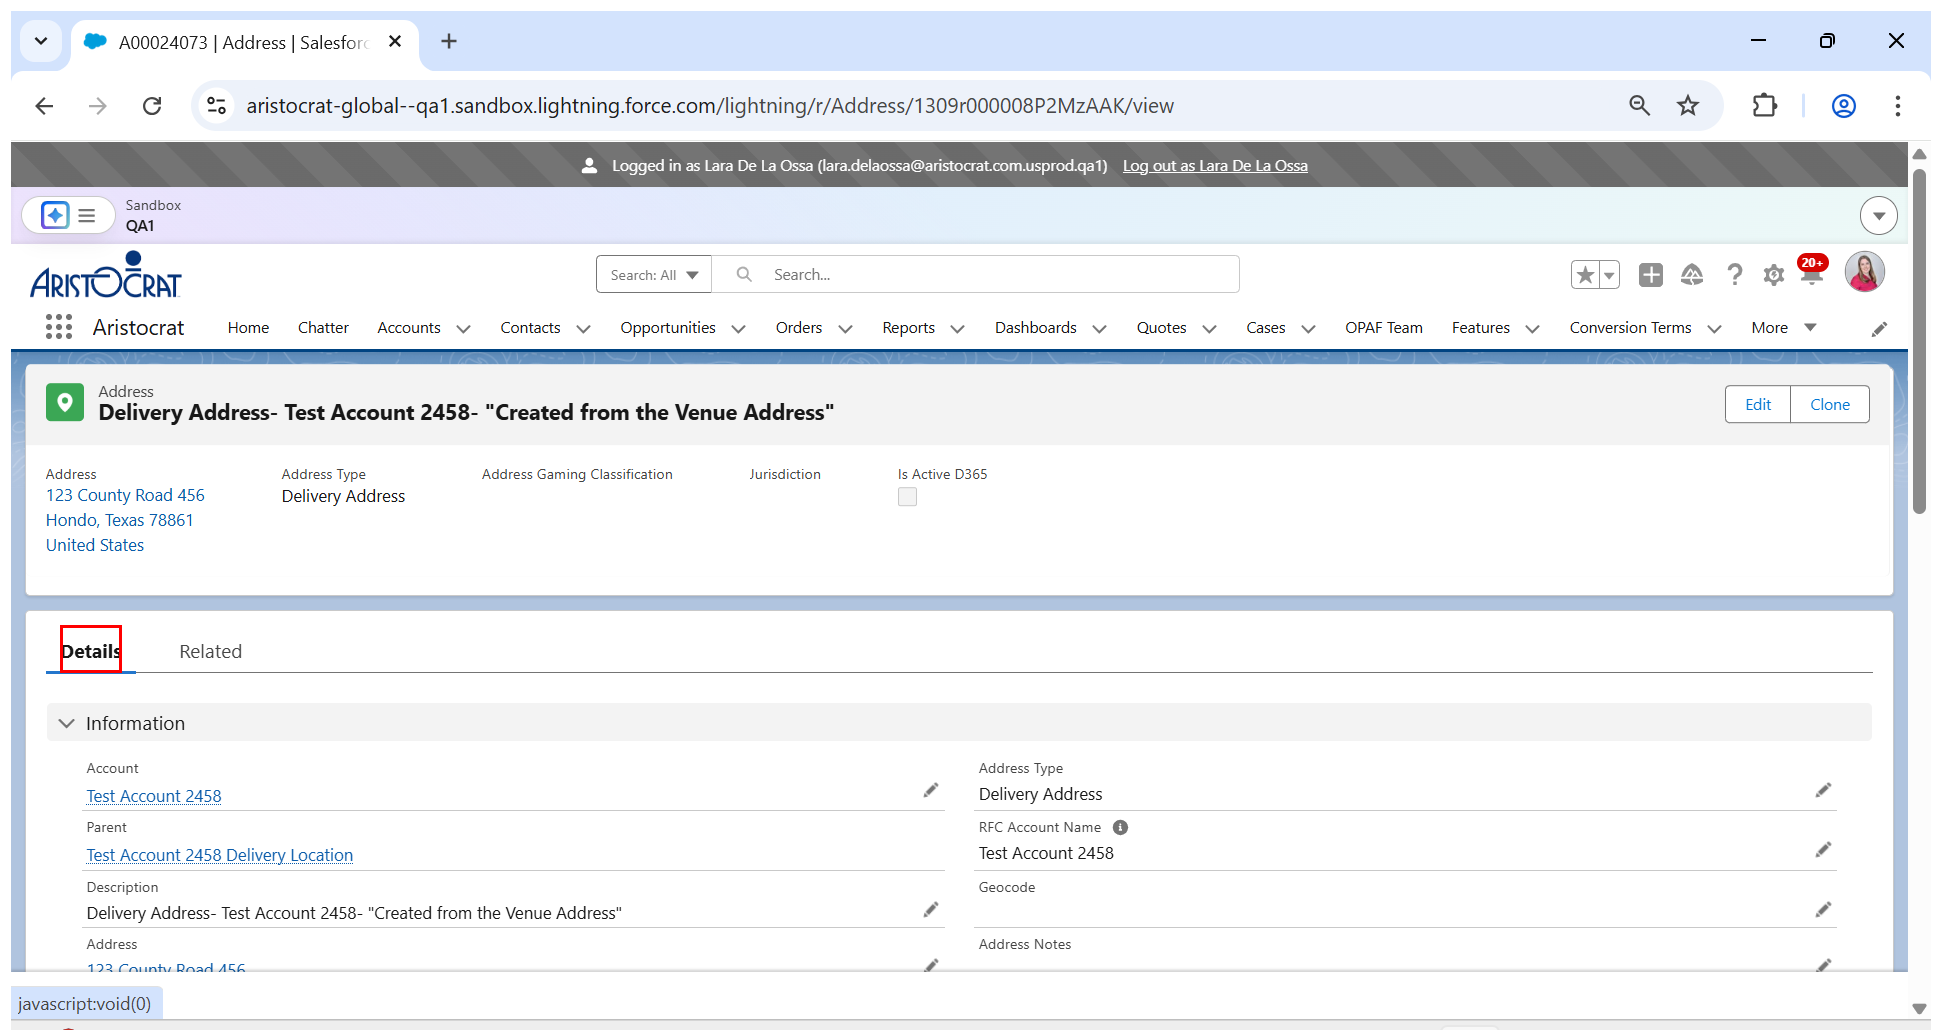 A00024073 | Address | Salesforc
aristocrat-global--qa1.sandbox.lightning.force.com/lightning/r/Address/1309r000008P2MzAAK/view
Logged in as Lara De La Ossa (lara.delaossa@aristocrat.com.usprod.qa1) Log out as Lara De La Ossa
Sandbox
QA1
ARISTOCRAT
Search: All
Search...
20+
Aristocrat Home Chatter Accounts Contacts Opportunities Orders Reports Dashboards Quotes Cases OPAF Team Features Conversion Terms More
Address
Delivery Address- Test Account 2458- "Created from the Venue Address"
Edit Clone
Address Address Type Address Gaming Classification Jurisdiction Is Active D365
123 County Road 456 Delivery Address
Hondo, Texas 78861
United States
Details Related
Information
Account Address Type
Test Account 2458 Delivery Address
Parent RFC Account Name
Test Account 2458 Delivery Location Test Account 2458
Description Geocode
Delivery Address- Test Account 2458- "Created from the Venue Address"
Address Address Notes
123 County Road 456
javascript:void(0)